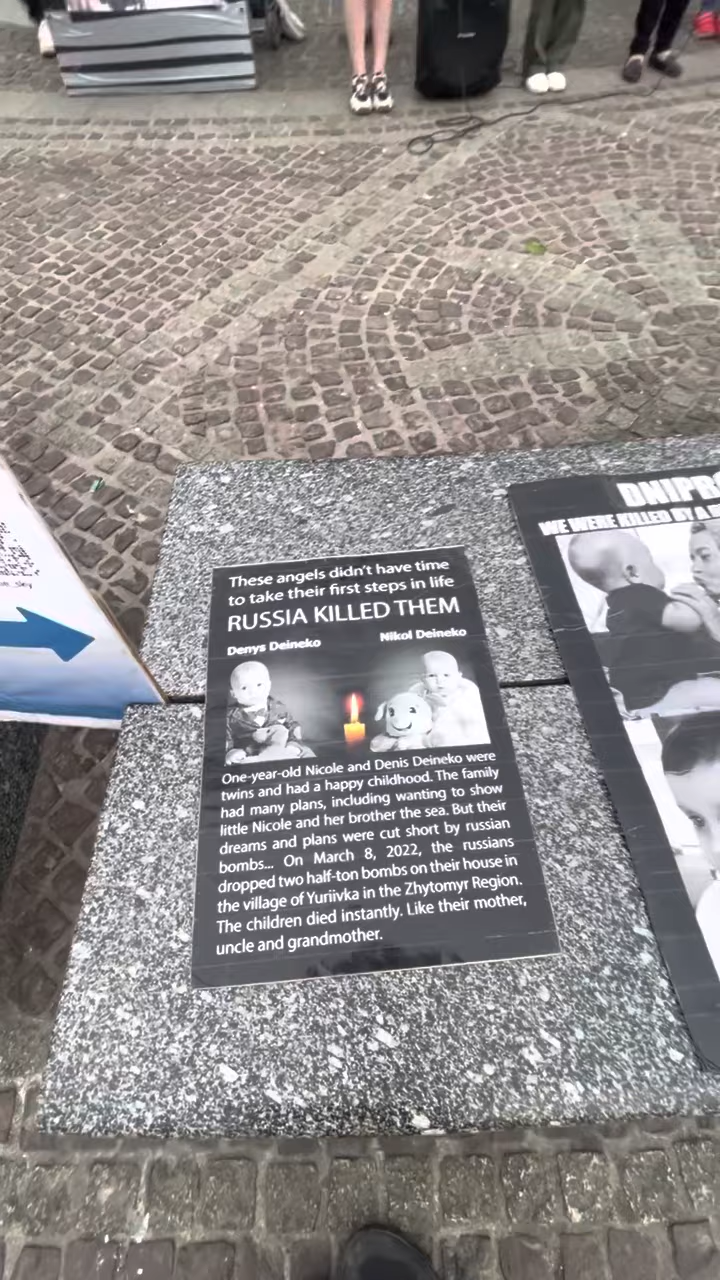 These angels didn't have time
to take their first steps in life
RUSSIA KILLED THEM
Denys Deineko
Nikol Deineko
One-year-old Nicole and Denis Deineko were
twins and had a happy childhood. The family
had many plans, including wanting to show
little Nicole and her brother the sea. But their
dreams and plans were cut short by russian
bombs... On March 8, 2022, the russians
dropped two half-ton bombs on their house in
the village of Yuriivka in the Zhytomyr Region.
The children died instantly. Like their mother,
uncle and grandmother.
WE WERE KILLED BY A